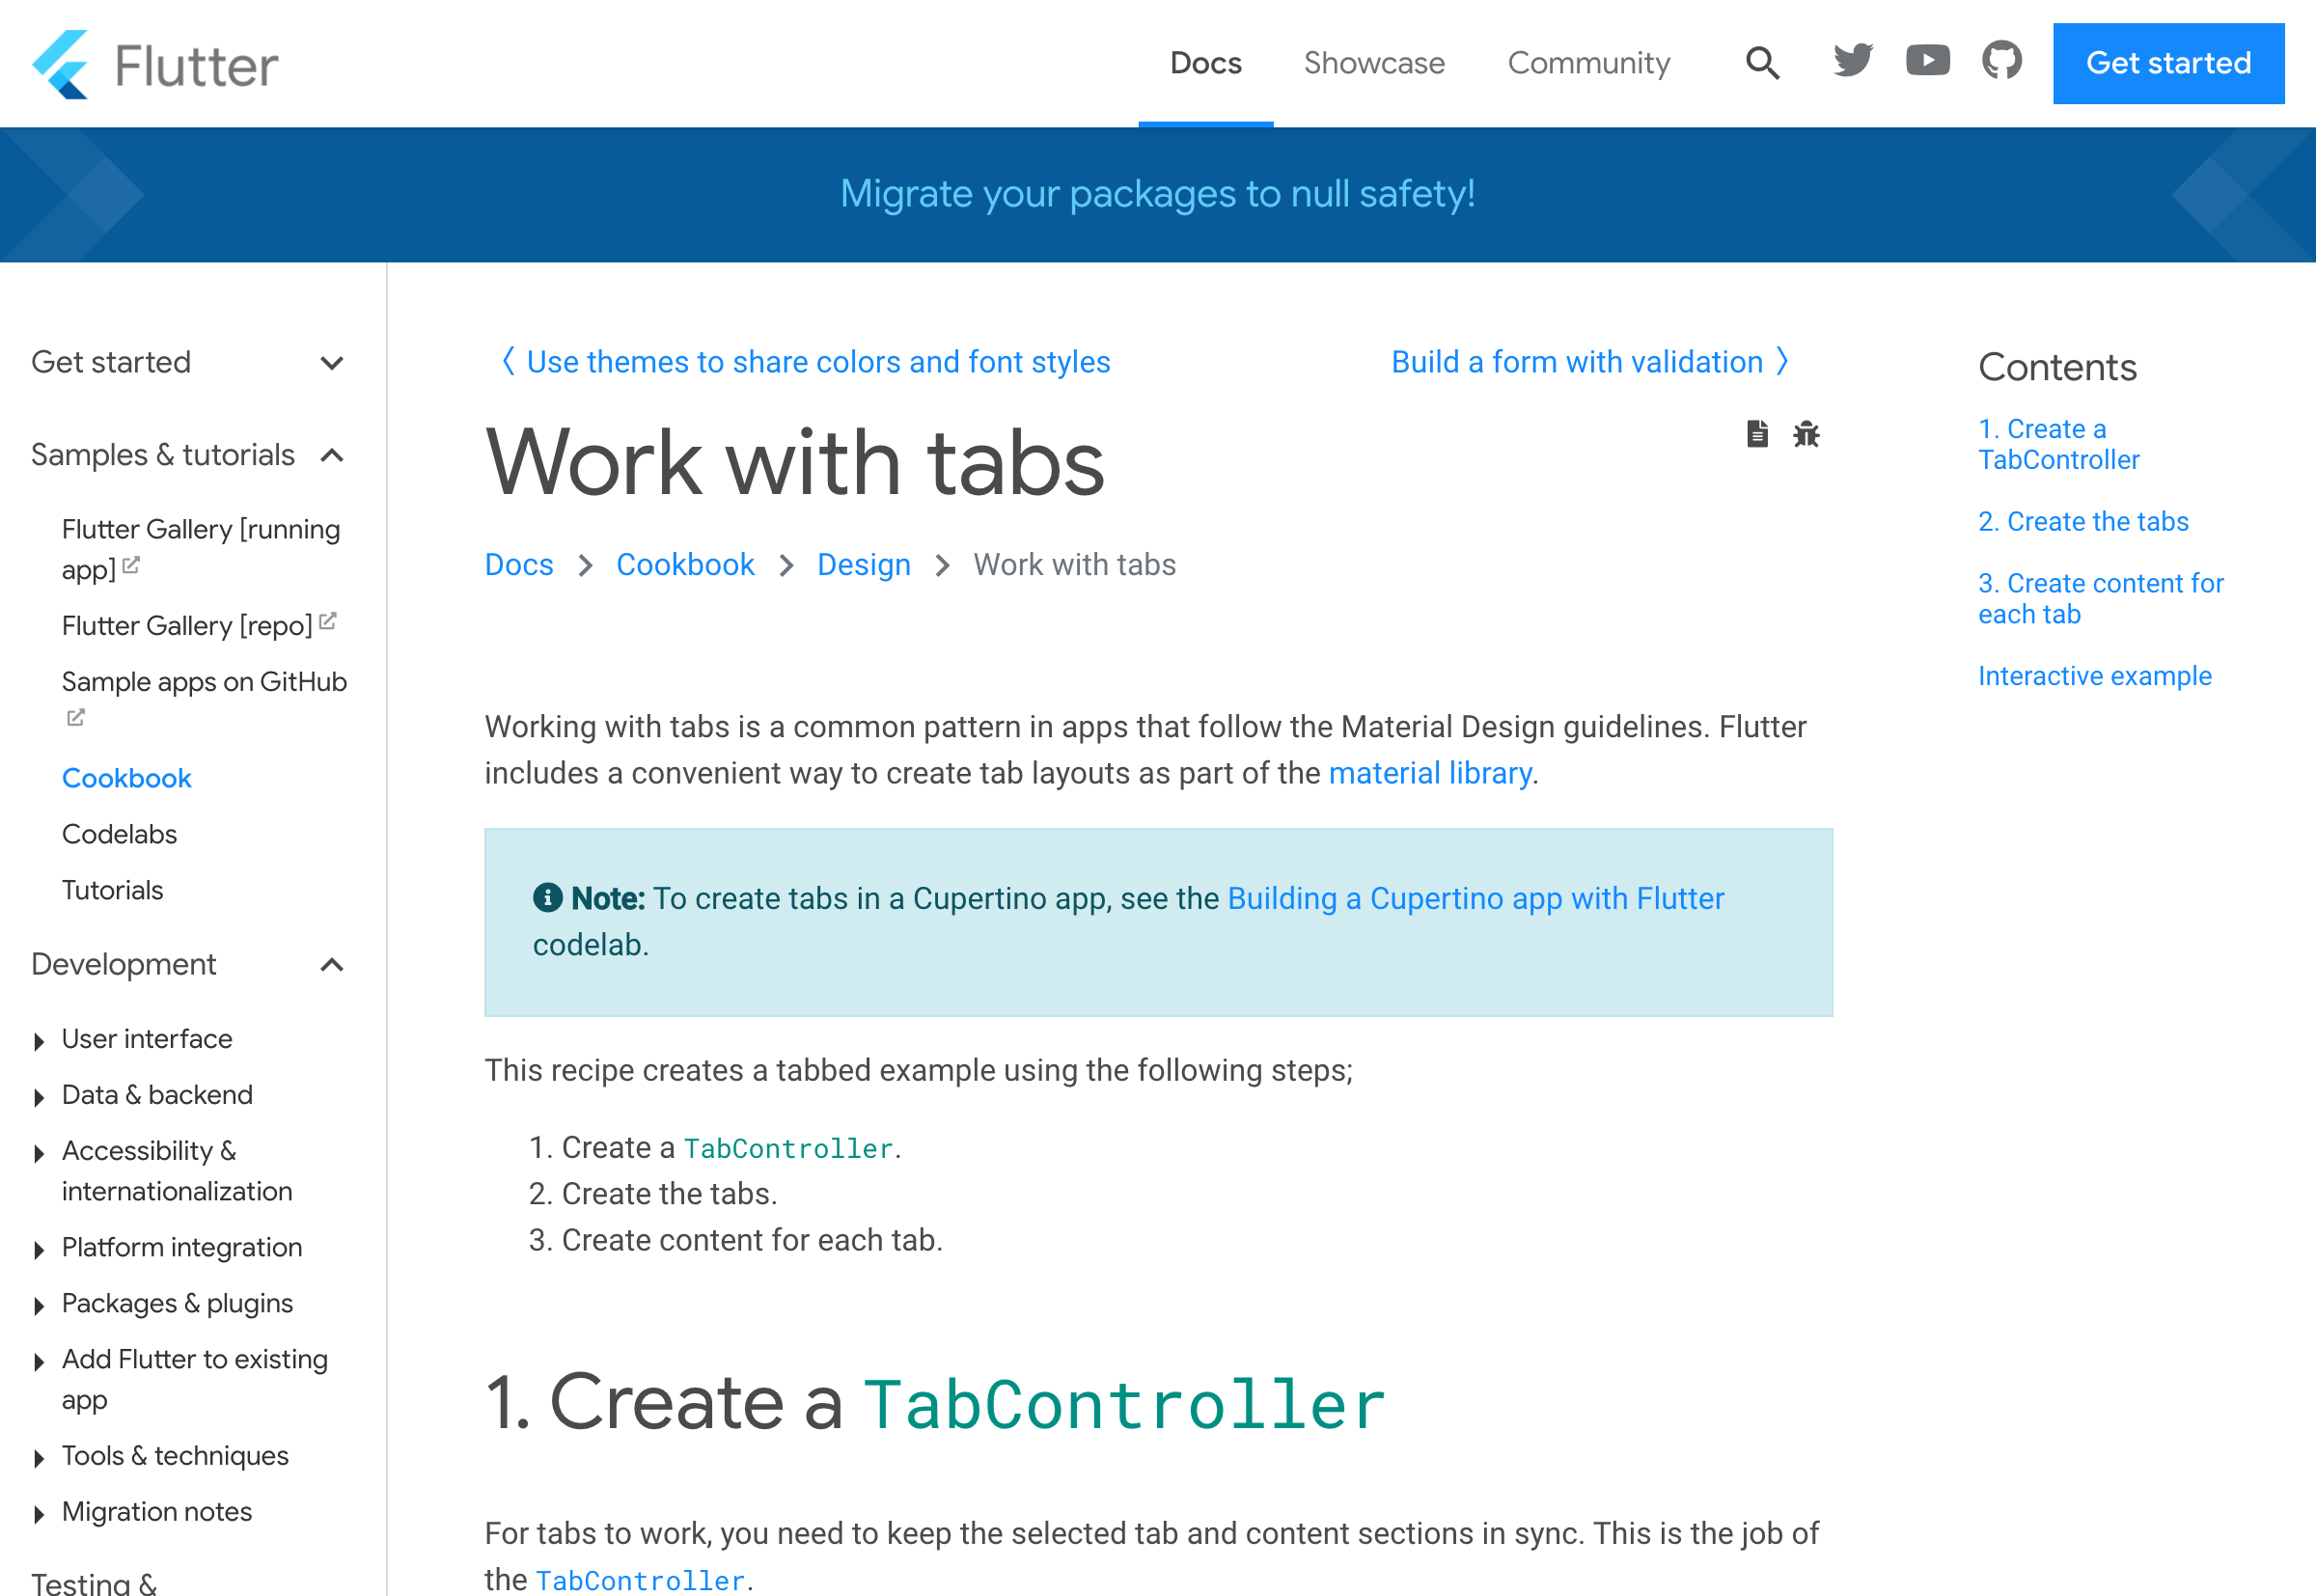 Flutter
Docs
Showcase
Community
Get started
Migrate your packages to null safety!
Get started
Samples & tutorials
Flutter Gallery [running
app]
Flutter Gallery [repo]
Sample apps on GitHub
Cookbook
Codelabs
Tutorials
Development
User interface
Data & backend
Accessibility &
internationalization
Platform integration
Packages & plugins
Add Flutter to existing
app
Tools & techniques
Migration notes
Testing &
〈 Use themes to share colors and font styles
Build a form with validation 〉
Work with tabs
Docs > Cookbook > Design > Work with tabs
Working with tabs is a common pattern in apps that follow the Material Design guidelines. Flutter
includes a convenient way to create tab layouts as part of the material library.
Note: To create tabs in a Cupertino app, see the Building a Cupertino app with Flutter
codelab.
This recipe creates a tabbed example using the following steps;
1. Create a TabController.
2. Create the tabs.
3. Create content for each tab.
1. Create a TabController
For tabs to work, you need to keep the selected tab and content sections in sync. This is the job of
the TabController.
Contents
1. Create a
TabController
2. Create the tabs
3. Create content for
each tab
Interactive example